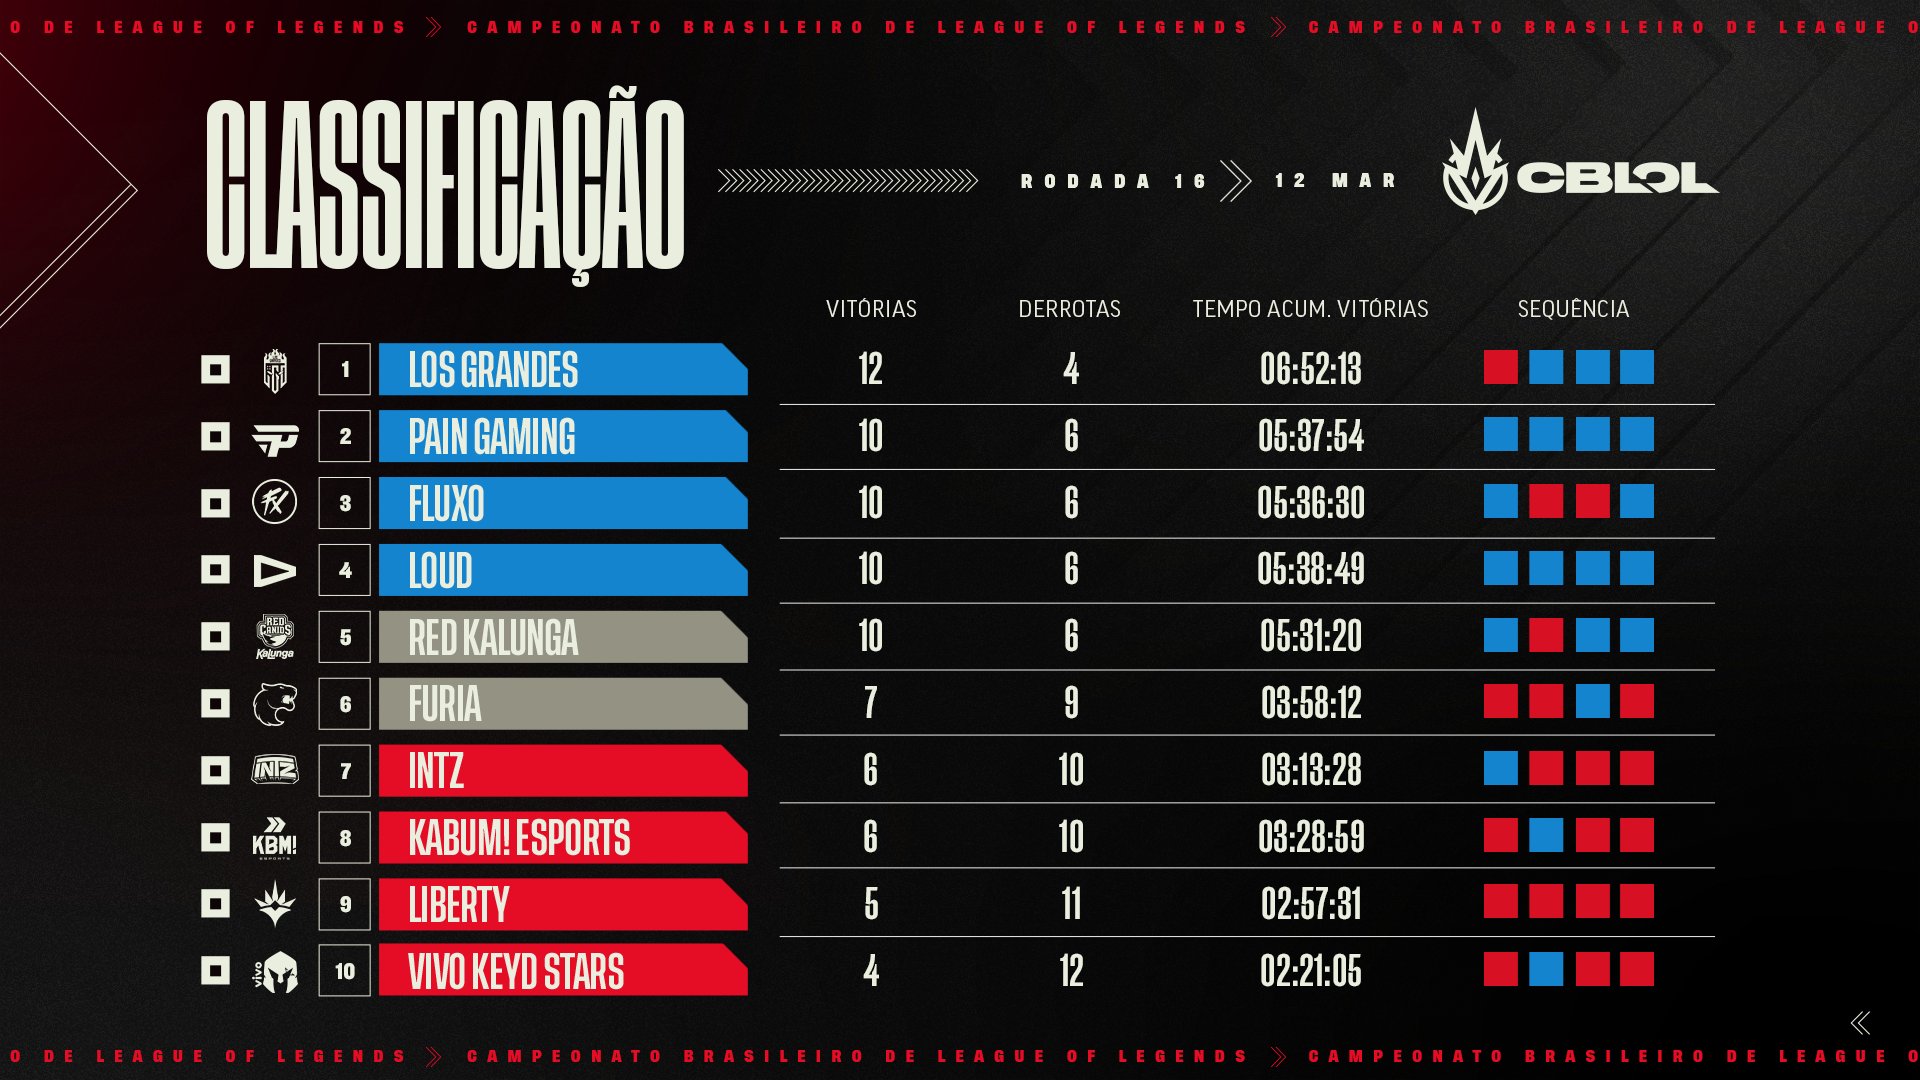 O DE LEAGUE OF LEGENDS CAMPEONATO BRASILEIRO DE LEAGUE OF LEGENDS CAMPEONATO BRASILEIRO DE LEAGUE O
CLASSIFICAÇÃO
RODADA 16 12 MAR
CBLOL
VITÓRIAS DERROTAS TEMPO ACUM. VITÓRIAS SEQUÊNCIA
1 LOS GRANDES 12 4 06:52:13
2 PAIN GAMING 10 6 05:37:54
FX 3 FLUXO 10 6 05:36:30
4 LOUD 10 6 05:38:49
RED CANIDS Kalunga 5 RED KALUNGA 10 6 05:31:20
6 FURIA 7 9 03:58:12
INTZ 7 INTZ 6 10 03:13:28
KBM! ESPORTS 8 KABUM! ESPORTS 6 10 03:28:59
9 LIBERTY 5 11 02:57:31
vivo 10 VIVO KEYD STARS 4 12 02:21:05
O DE LEAGUE OF LEGENDS CAMPEONATO BRASILEIRO DE LEAGUE OF LEGENDS CAMPEONATO BRASILEIRO DE LEAGUE O